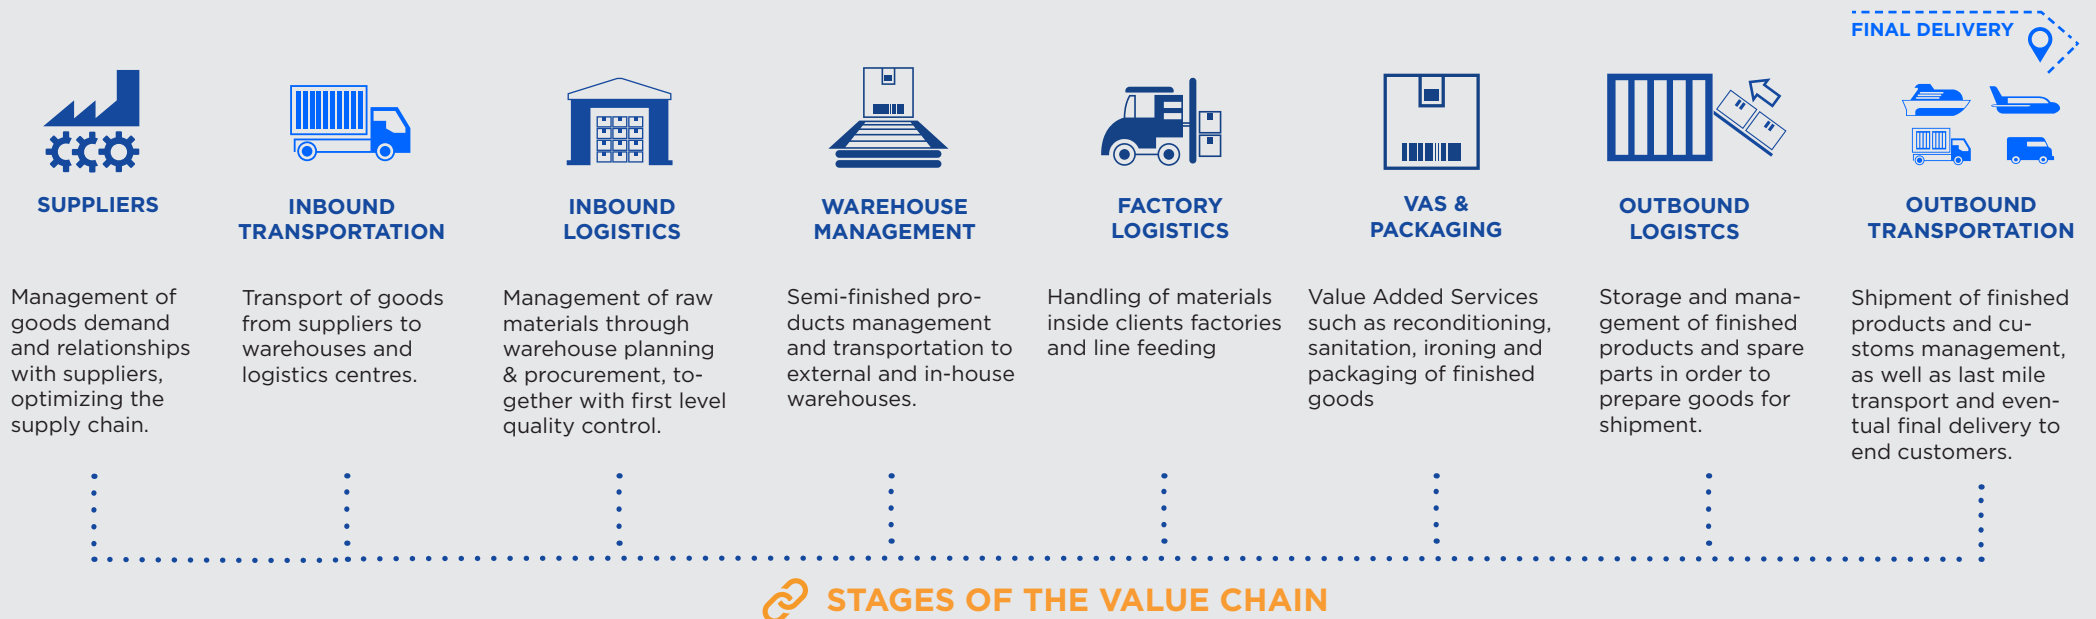 FINAL DELIVERY
SUPPLIERS
Management of
goods demand
and relationships
with suppliers,
optimizing the
supply chain.
INBOUND
TRANSPORTATION
Transport of goods
from suppliers to
warehouses and
logistics centres.
INBOUND
LOGISTICS
Management of raw
materials through
warehouse planning
& procurement, to-
gether with first level
quality control.
WAREHOUSE
MANAGEMENT
Semi-finished pro-
ducts management
and transportation to
external and in-house
warehouses.
FACTORY
LOGISTICS
Handling of materials
inside clients factories
and line feeding
VAS &
PACKAGING
Value Added Services
such as reconditioning,
sanitation, ironing and
packaging of finished
goods
OUTBOUND
LOGISTCS
Storage and mana-
gement of finished
products and spare
parts in order to
prepare goods for
shipment.
OUTBOUND
TRANSPORTATION
Shipment of finished
products and cu-
stoms management,
as well as last mile
transport and even-
tual final delivery to
end customers.
STAGES OF THE VALUE CHAIN